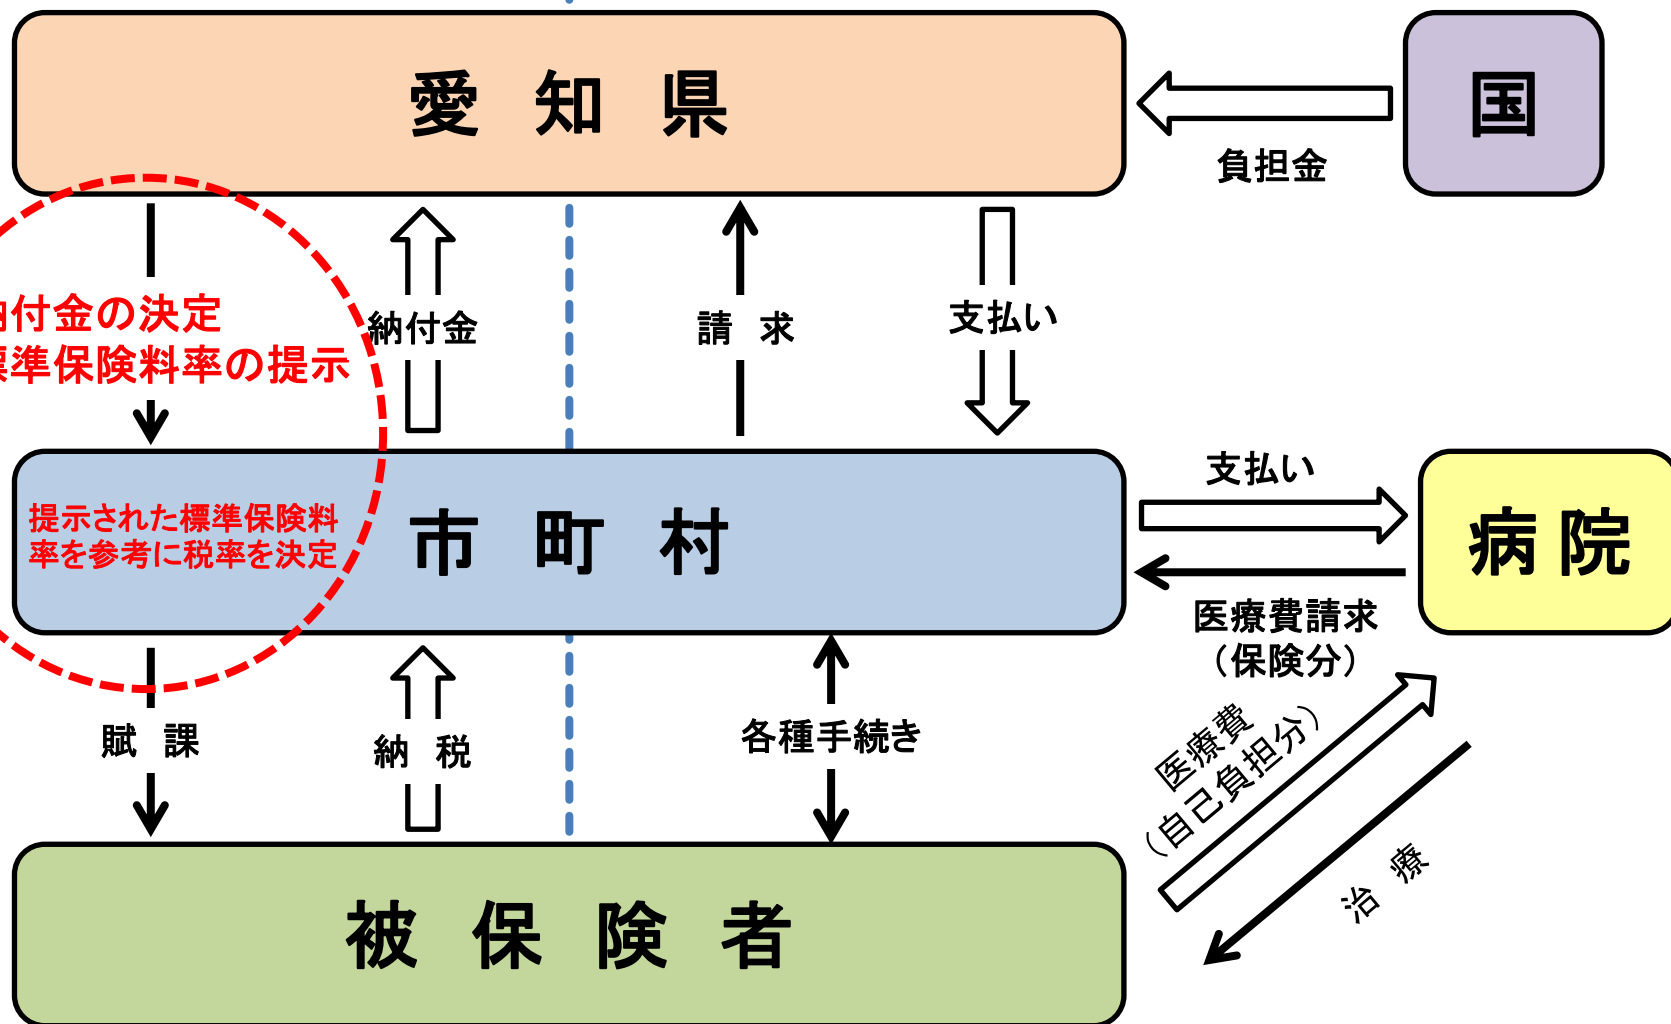 愛知県
国
負担金
付金の決定
準保険料率の提示
納付金
請求
支払い
提示された標準保険料
率を参考に税率を決定
市町村
支払い
病院
医療費請求
（保険分）
賦課
納税
各種手続き
医療費
（自己負担分）
治療
被保険者